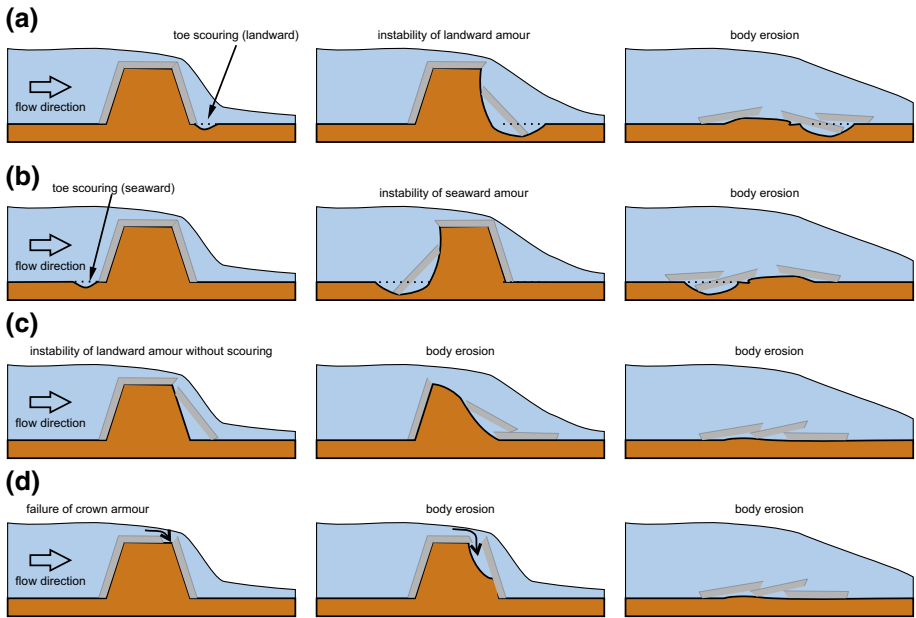 (a)
toe scouring (landward)
instability of landward amour
body erosion
flow direction
(b)
toe scouring (seaward)
instability of seaward amour
body erosion
flow direction
(c)
instability of landward amour without scouring
body erosion
body erosion
flow direction
(d)
failure of crown armour
body erosion
body erosion
flow direction